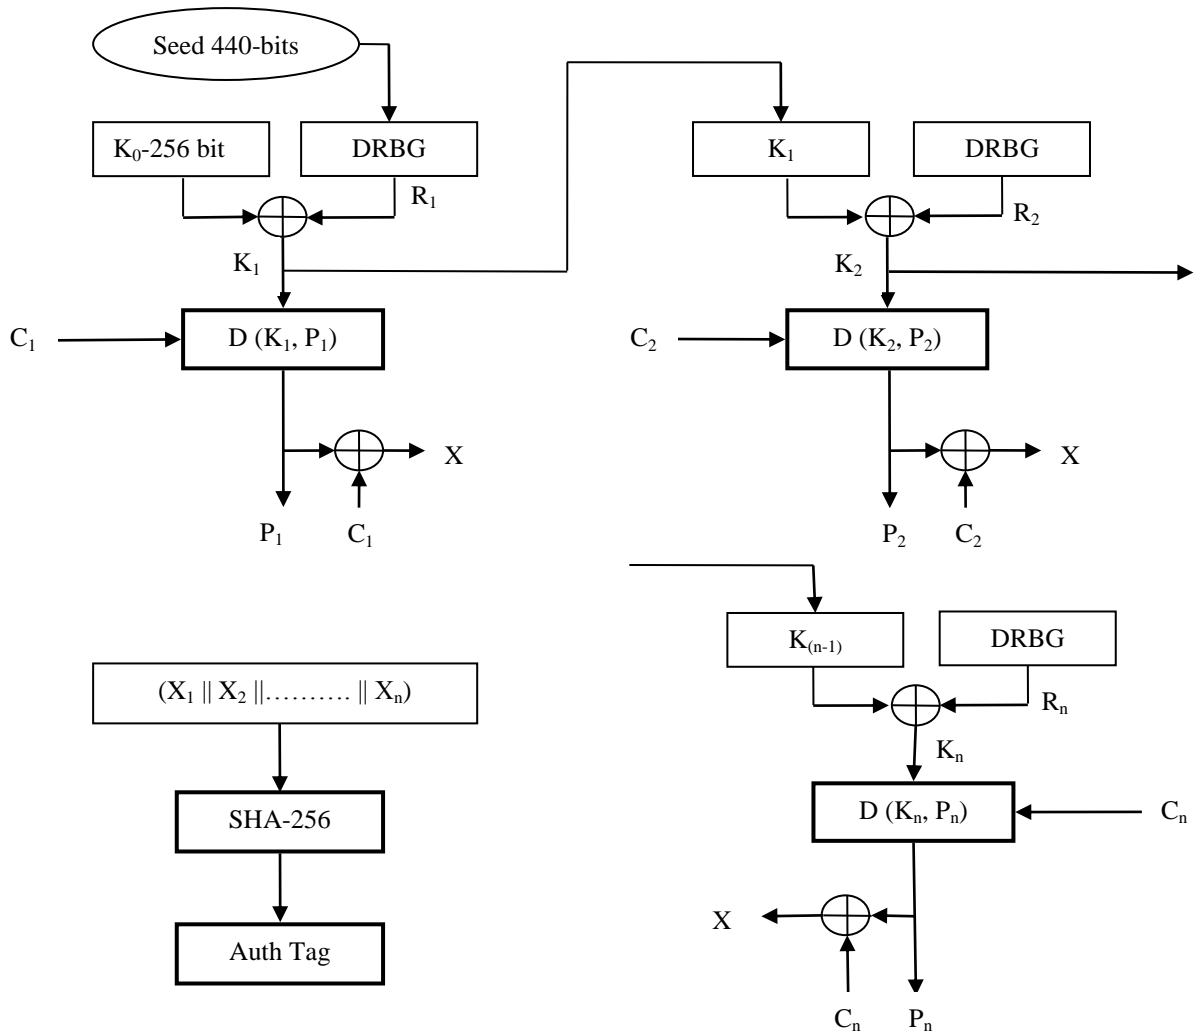 Seed 440-bits
K₀-256 bit
DRBG
R₁
K₁
C₁
D (K₁, P₁)
X
P₁
C₁
K₁
DRBG
R₂
K₂
C₂
D (K₂, P₂)
X
P₂
C₂
(X₁ || X₂ ||………. || Xₙ)
SHA-256
Auth Tag
K₍ₙ₋₁₎
DRBG
Rₙ
Kₙ
D (Kₙ, Pₙ)
Cₙ
X
Cₙ
Pₙ